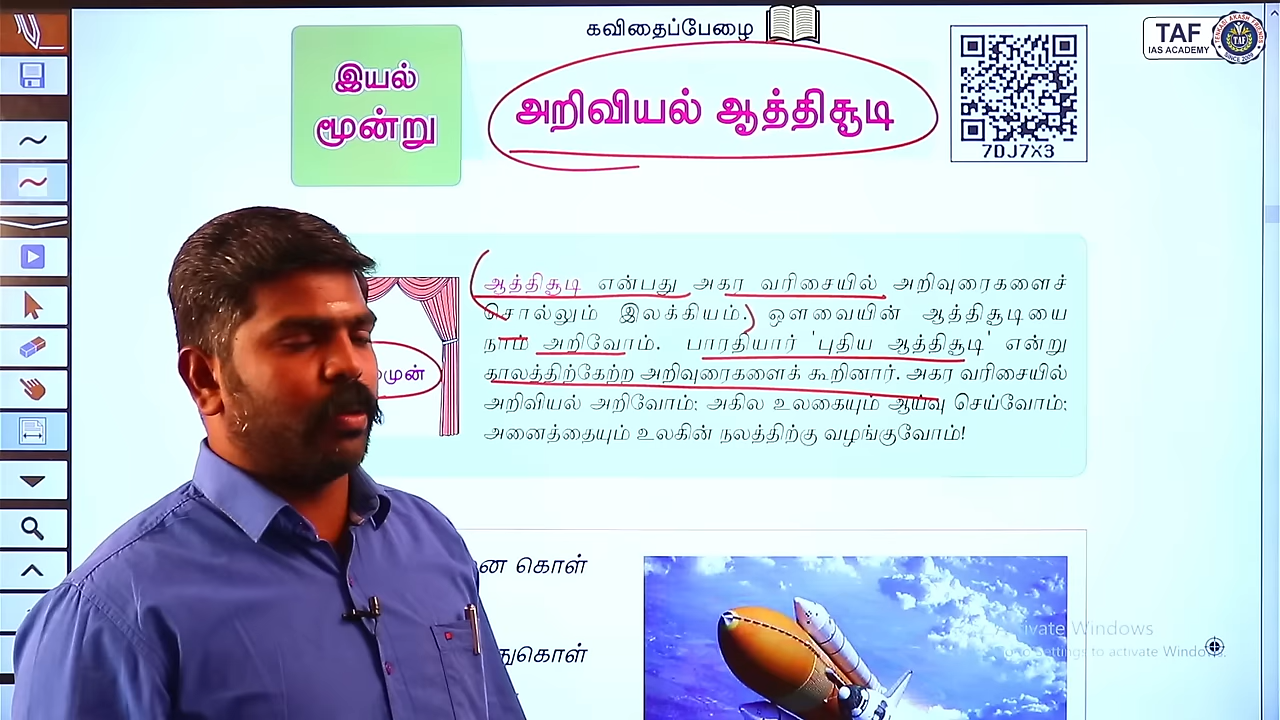 கவிதைப்பேழை
TAF
IAS ACADEMY
இயல்
மூன்று
அறிவியல் ஆத்திசூடி
7DJ7X3
ஆத்திசூடி என்பது அகர வரிசையில் அறிவுரைகளைச்
சொல்லும் இலக்கியம். ஔவையின் ஆத்திசூடியை
நாம் அறிவோம். பாரதியார் 'புதிய ஆத்திசூடி' என்று
காலத்திற்கேற்ற அறிவுரைகளைக் கூறினார். அகர வரிசையில்
அறிவியல் அறிவோம்; அகில உலகையும் ஆய்வு செய்வோம்;
அனைத்தையும் உலகின் நலத்திற்கு வழங்குவோம்!
கொள்
Windows
to activate Windows.